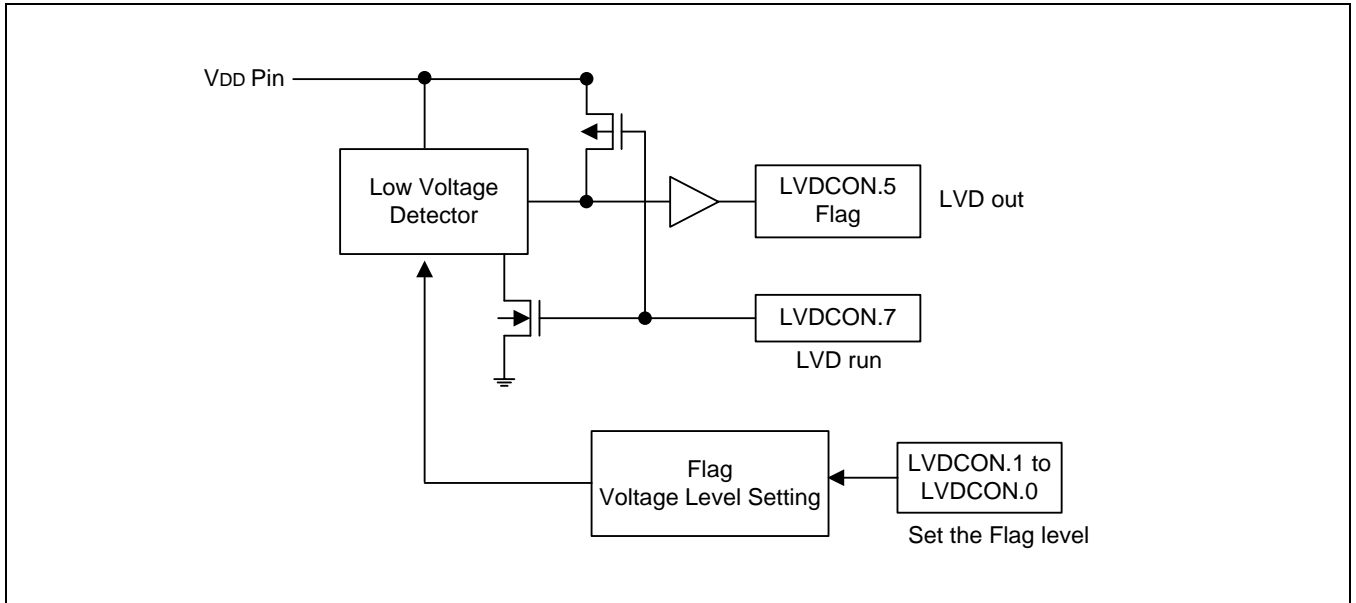 VDD Pin
Low Voltage
Detector
LVDCON.5
Flag
LVD out
LVDCON.7
LVD run
Flag
Voltage Level Setting
LVDCON.1 to
LVDCON.0
Set the Flag level